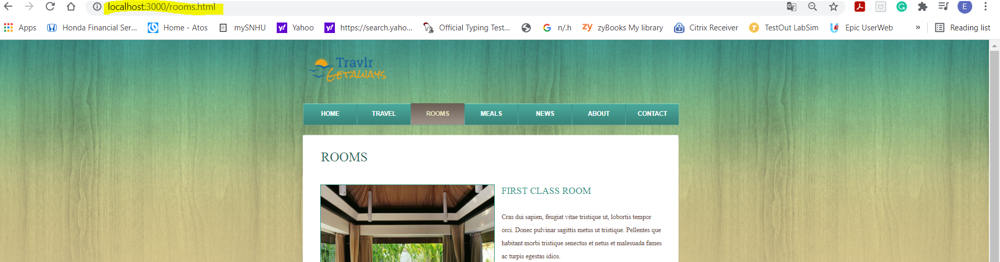 localhost:3000/rooms.html
E
Apps Honda Financial Ser... Home - Atos mySNHU Yahoo https://search.yaho... Official Typing Test... n/.h zyBooks My library Citrix Receiver TestOut LabSim Epic UserWeb » Reading list
Travlr
GETAWAYS
HOME TRAVEL ROOMS MEALS NEWS ABOUT CONTACT
ROOMS
FIRST CLASS ROOM
Cras dui sapien, feugiat vitae tristique ut, lobortis tempor
orci. Donec pulvinar sagittis metus ut tristique. Pellentes que
habitant morbi tristique senectus et netus et malesuada fames
ac turpis egestas idios.